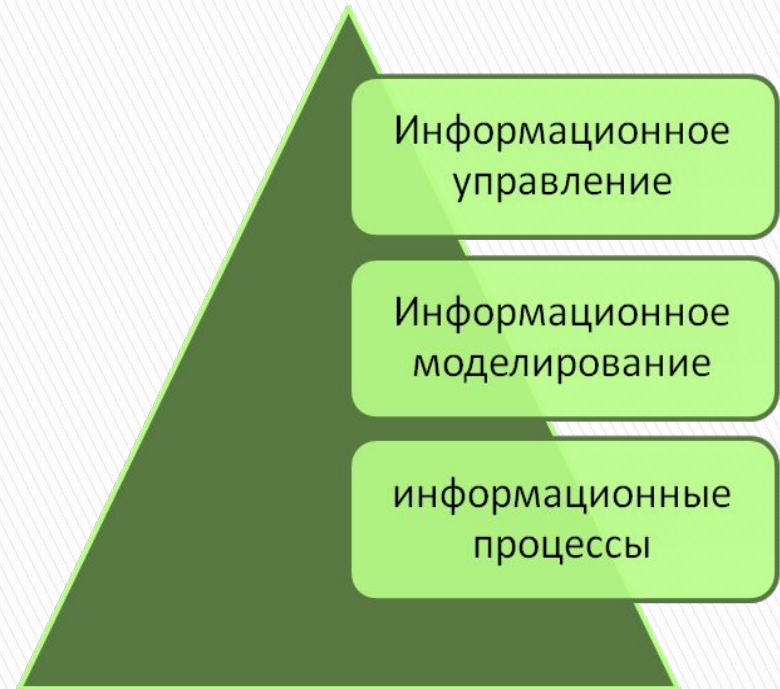 Информационное
управление
Информационное
моделирование
информационные
процессы